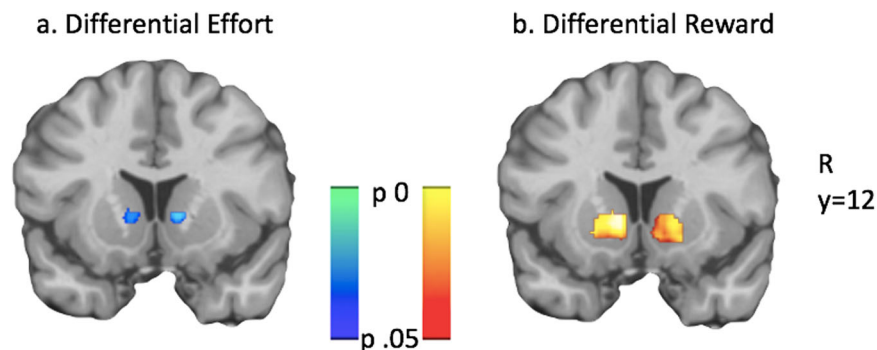 a. Differential Effort
b. Differential Reward
p 0
p .05
R
y=12